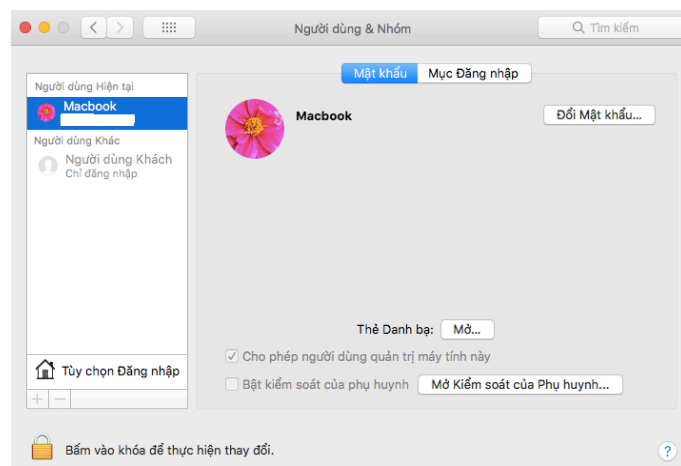 Người dùng & Nhóm
Tìm kiếm
Mật khẩu
Mục Đăng nhập
Người dùng Hiện tại
Macbook
Người dùng Khác
Người dùng Khách
Chỉ đăng nhập
Tùy chọn Đăng nhập
+ −
Macbook
Đổi Mật khẩu...
Thẻ Danh bạ:
Mở...
Cho phép người dùng quản trị máy tính này
Bật kiểm soát của phụ huynh
Mở Kiểm soát của Phụ huynh...
Bấm vào khóa để thực hiện thay đổi.
?